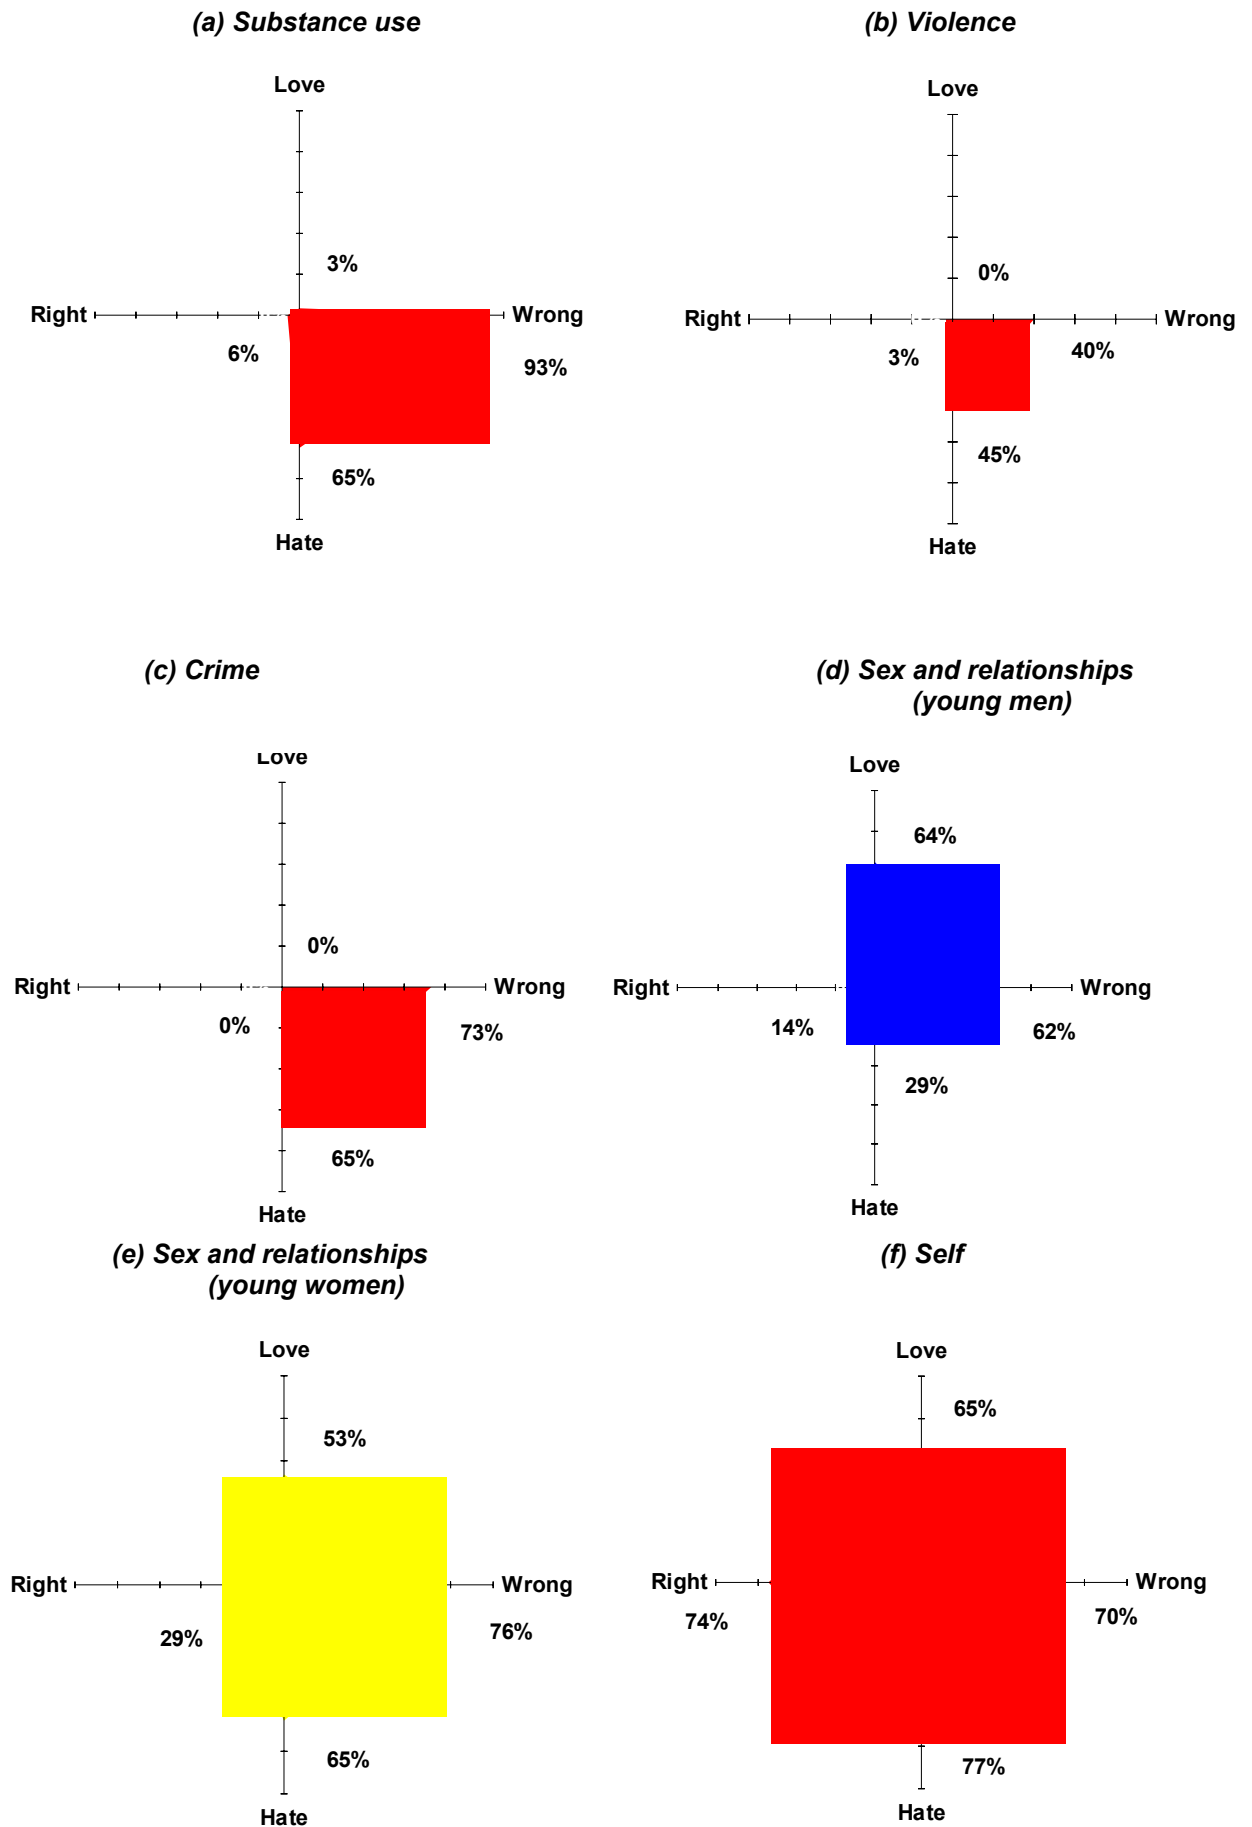 (a) Substance use
Love
3%
Right
Wrong
6%
93%
65%
Hate
(b) Violence
Love
0%
Right
Wrong
3%
40%
45%
Hate
(c) Crime
Love
0%
Right
Wrong
0%
73%
65%
Hate
(d) Sex and relationships
(young men)
Love
64%
Right
Wrong
14%
62%
29%
Hate
(e) Sex and relationships
(young women)
Love
53%
Right
Wrong
29%
76%
65%
Hate
(f) Self
Love
65%
Right
Wrong
74%
70%
77%
Hate